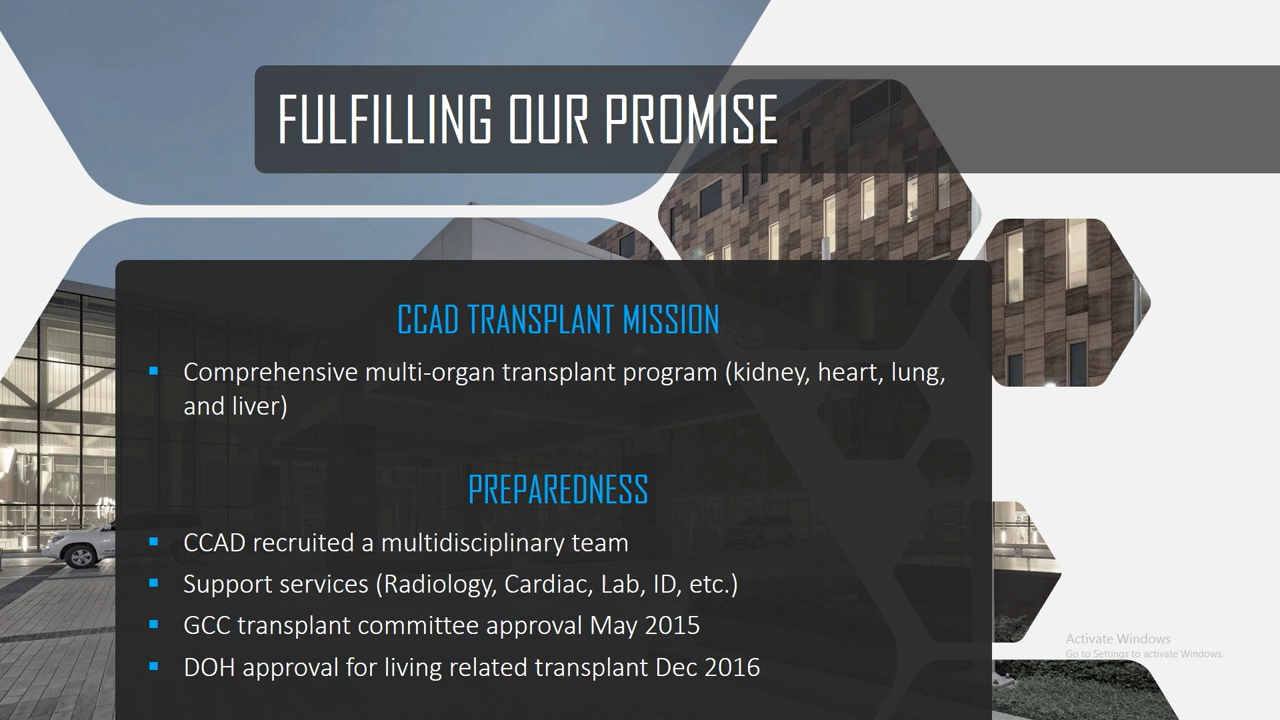 FULFILLING OUR PROMISE
CCAD TRANSPLANT MISSION
Comprehensive multi-organ transplant program (kidney, heart, lung,
and liver)
PREPAREDNESS
CCAD recruited a multidisciplinary team
Support services (Radiology, Cardiac, Lab, ID, etc.)
GCC transplant committee approval May 2015
DOH approval for living related transplant Dec 2016
Activate Windows
Go to Settings to activate Windows.